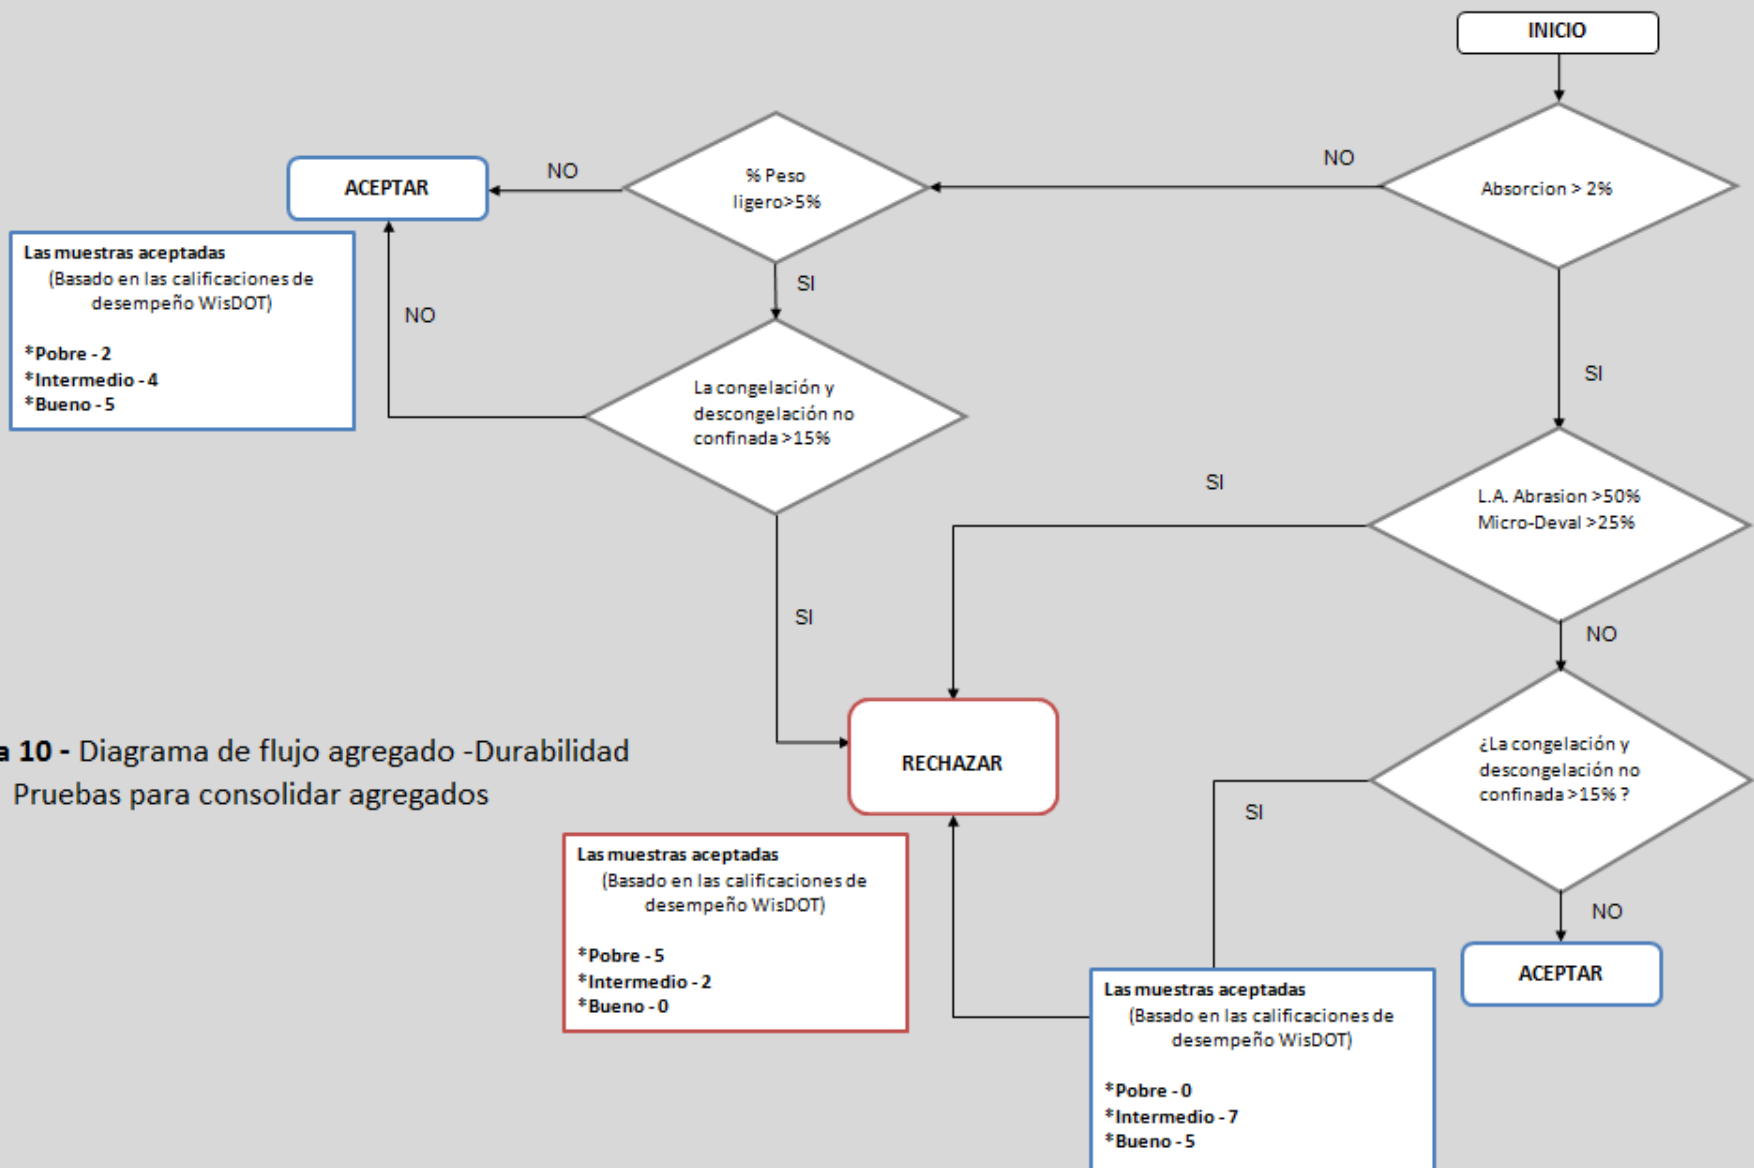 INICIO
Absorcion > 2%
NO
% Peso
ligero>5%
NO
ACEPTAR
Las muestras aceptadas
(Basado en las calificaciones de
desempeño WisDOT)
*Pobre - 2
*Intermedio - 4
*Bueno - 5
NO
SI
La congelación y
descongelación no
confinada >15%
SI
SI
L.A. Abrasion >50%
Micro-Deval >25%
SI
NO
¿La congelación y
descongelación no
confinada >15% ?
SI
NO
ACEPTAR
RECHAZAR
a 10 - Diagrama de flujo agregado -Durabilidad
Pruebas para consolidar agregados
Las muestras aceptadas
(Basado en las calificaciones de
desempeño WisDOT)
*Pobre - 5
*Intermedio - 2
*Bueno - 0
Las muestras aceptadas
(Basado en las calificaciones de
desempeño WisDOT)
*Pobre - 0
*Intermedio - 7
*Bueno - 5